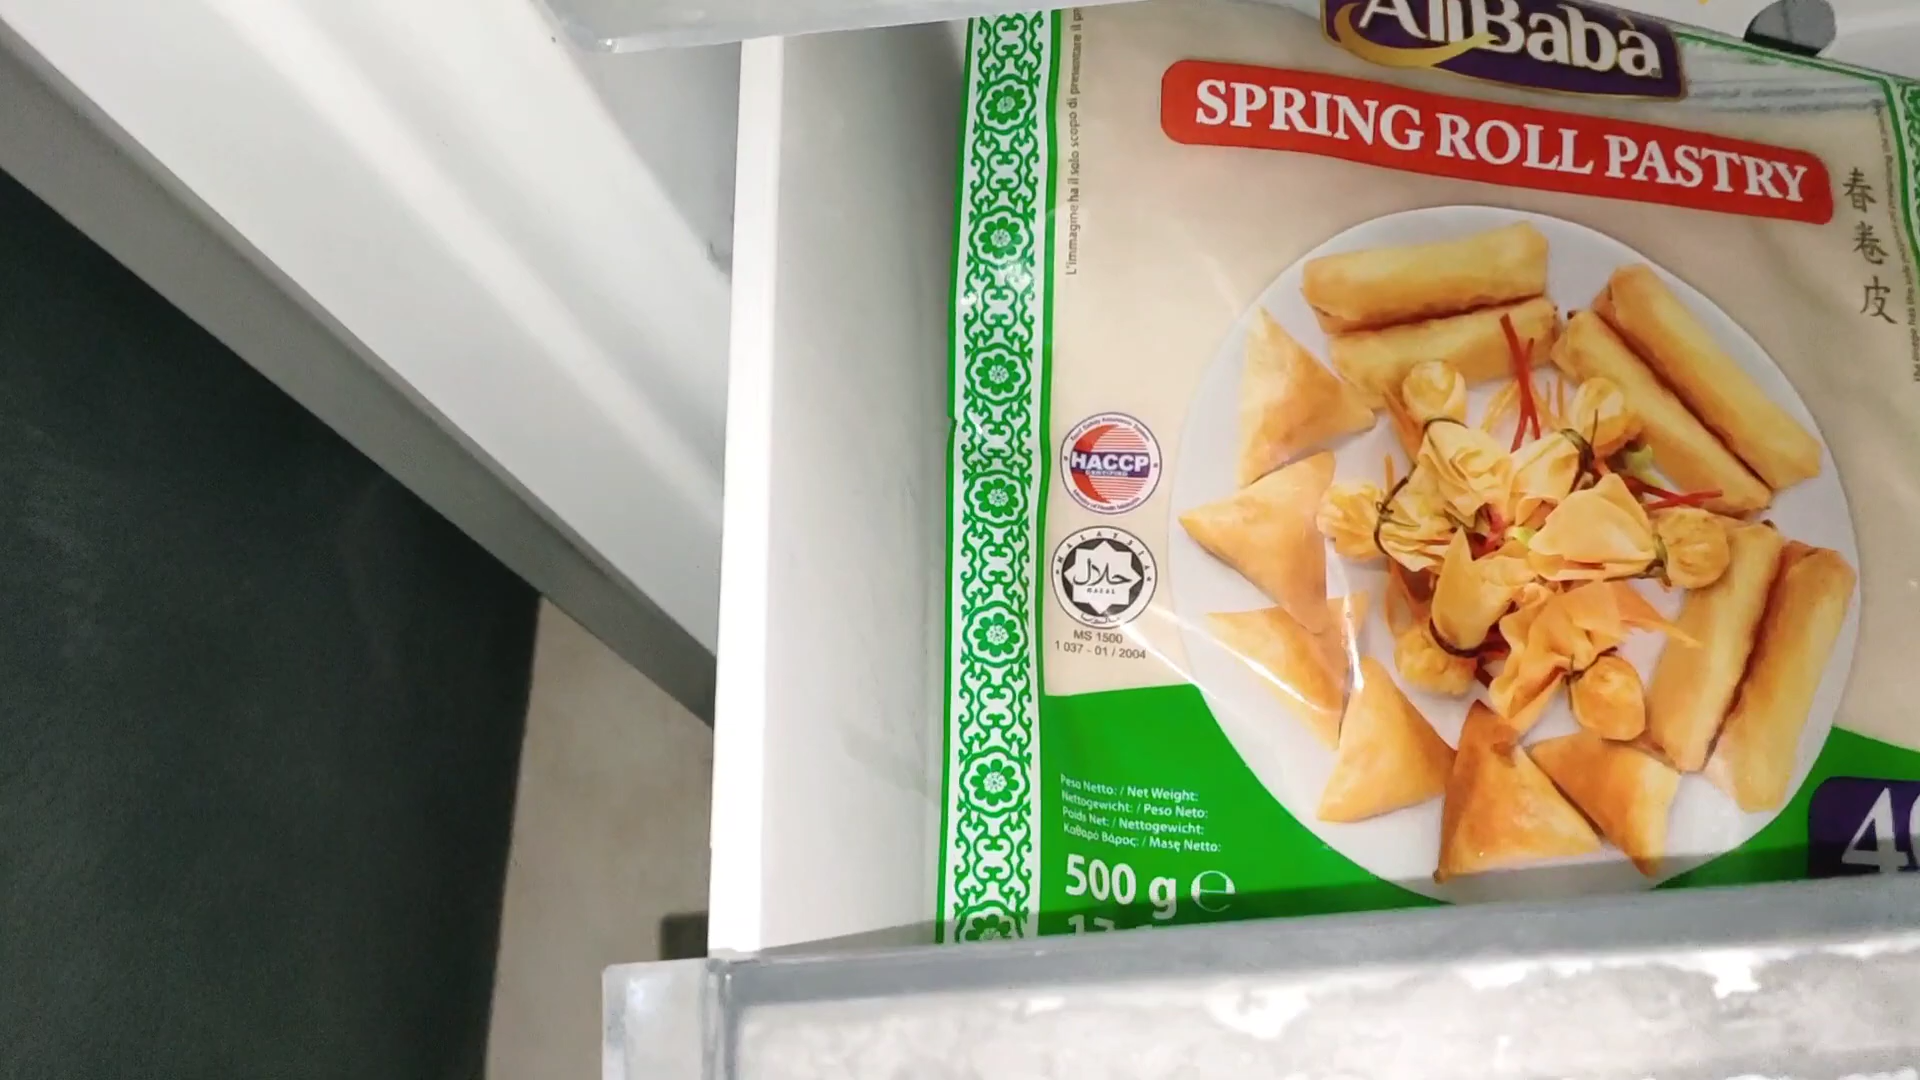 AliBabà
SPRING ROLL PASTRY
春卷皮
L'immagine ha il solo scopo di presentare il
HACCP
CERTIFIED
MALAYSIA
حلال
HALAL
MS 1500
1 037 - 01 / 2004
Peso Netto: / Net Weight:
Nettogewicht: / Peso Neto:
Poids Net: / Nettogewicht:
Καθαρό Βάρος: / Masę Netto:
500 g ℮